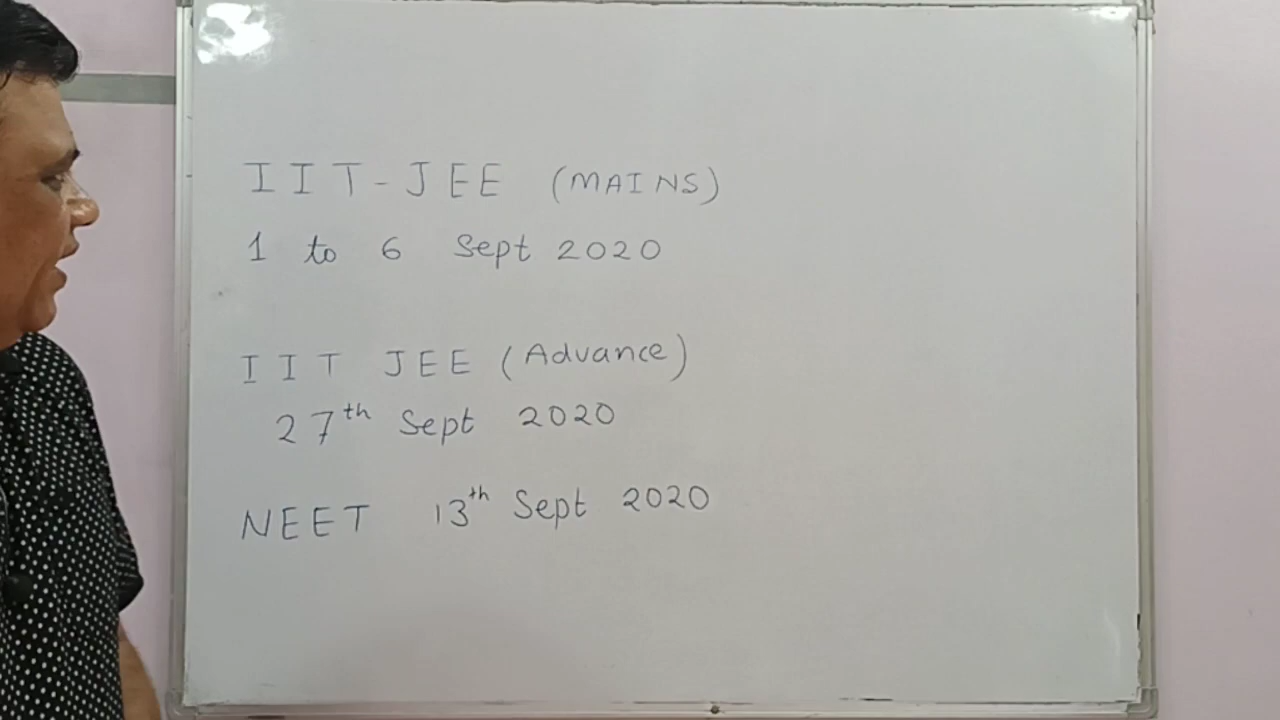 IIT-JEE (MAINS)
1 to 6 Sept 2020
IIT JEE (Advance)
27th Sept 2020
NEET 13th Sept 2020